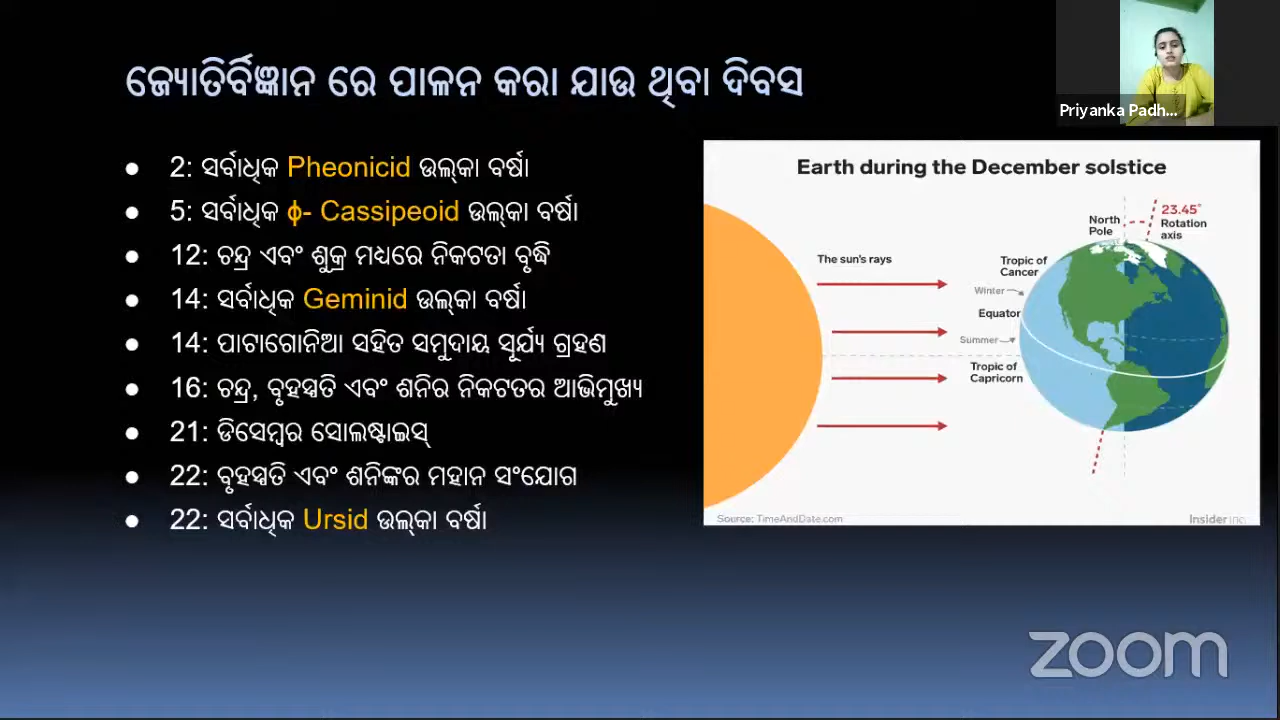 ଜ୍ୟୋତିର୍ବିଜ୍ଞାନ ରେ ପାଳନ କରା ଯାଉ ଥିବା ଦିବସ
Priyanka Padh...
● 2: ସର୍ବାଧିକ Pheonicid ଉଲ୍‌କା ବର୍ଷା
● 5: ସର୍ବାଧିକ ϕ- Cassipeoid ଉଲ୍‌କା ବର୍ଷା
● 12: ଚନ୍ଦ୍ର ଏବଂ ଶୁକ୍ର ମଧ୍ୟରେ ନିକଟତା ବୃଦ୍ଧି
● 14: ସର୍ବାଧିକ Geminid ଉଲ୍‌କା ବର୍ଷା
● 14: ପାଟାଗୋନିଆ ସହିତ ସମୁଦାୟ ସୂର୍ଯ୍ୟ ଗ୍ରହଣ
● 16: ଚନ୍ଦ୍ର, ବୃହସ୍ପତି ଏବଂ ଶନିର ନିକଟତର ଆଭିମୁଖ୍ୟ
● 21: ଡିସେମ୍ବର ସୋଲଷ୍ଟାଇସ୍
● 22: ବୃହସ୍ପତି ଏବଂ ଶନିଙ୍କର ମହାନ ସଂଯୋଗ
● 22: ସର୍ବାଧିକ Ursid ଉଲ୍‌କା ବର୍ଷା
Earth during the December solstice
23.45°
Rotation
axis
North
Pole
The sun's rays
Tropic of
Cancer
Winter
Equator
Summer
Tropic of
Capricorn
Source: TimeAndDate.com
Insider Inc.
zoom